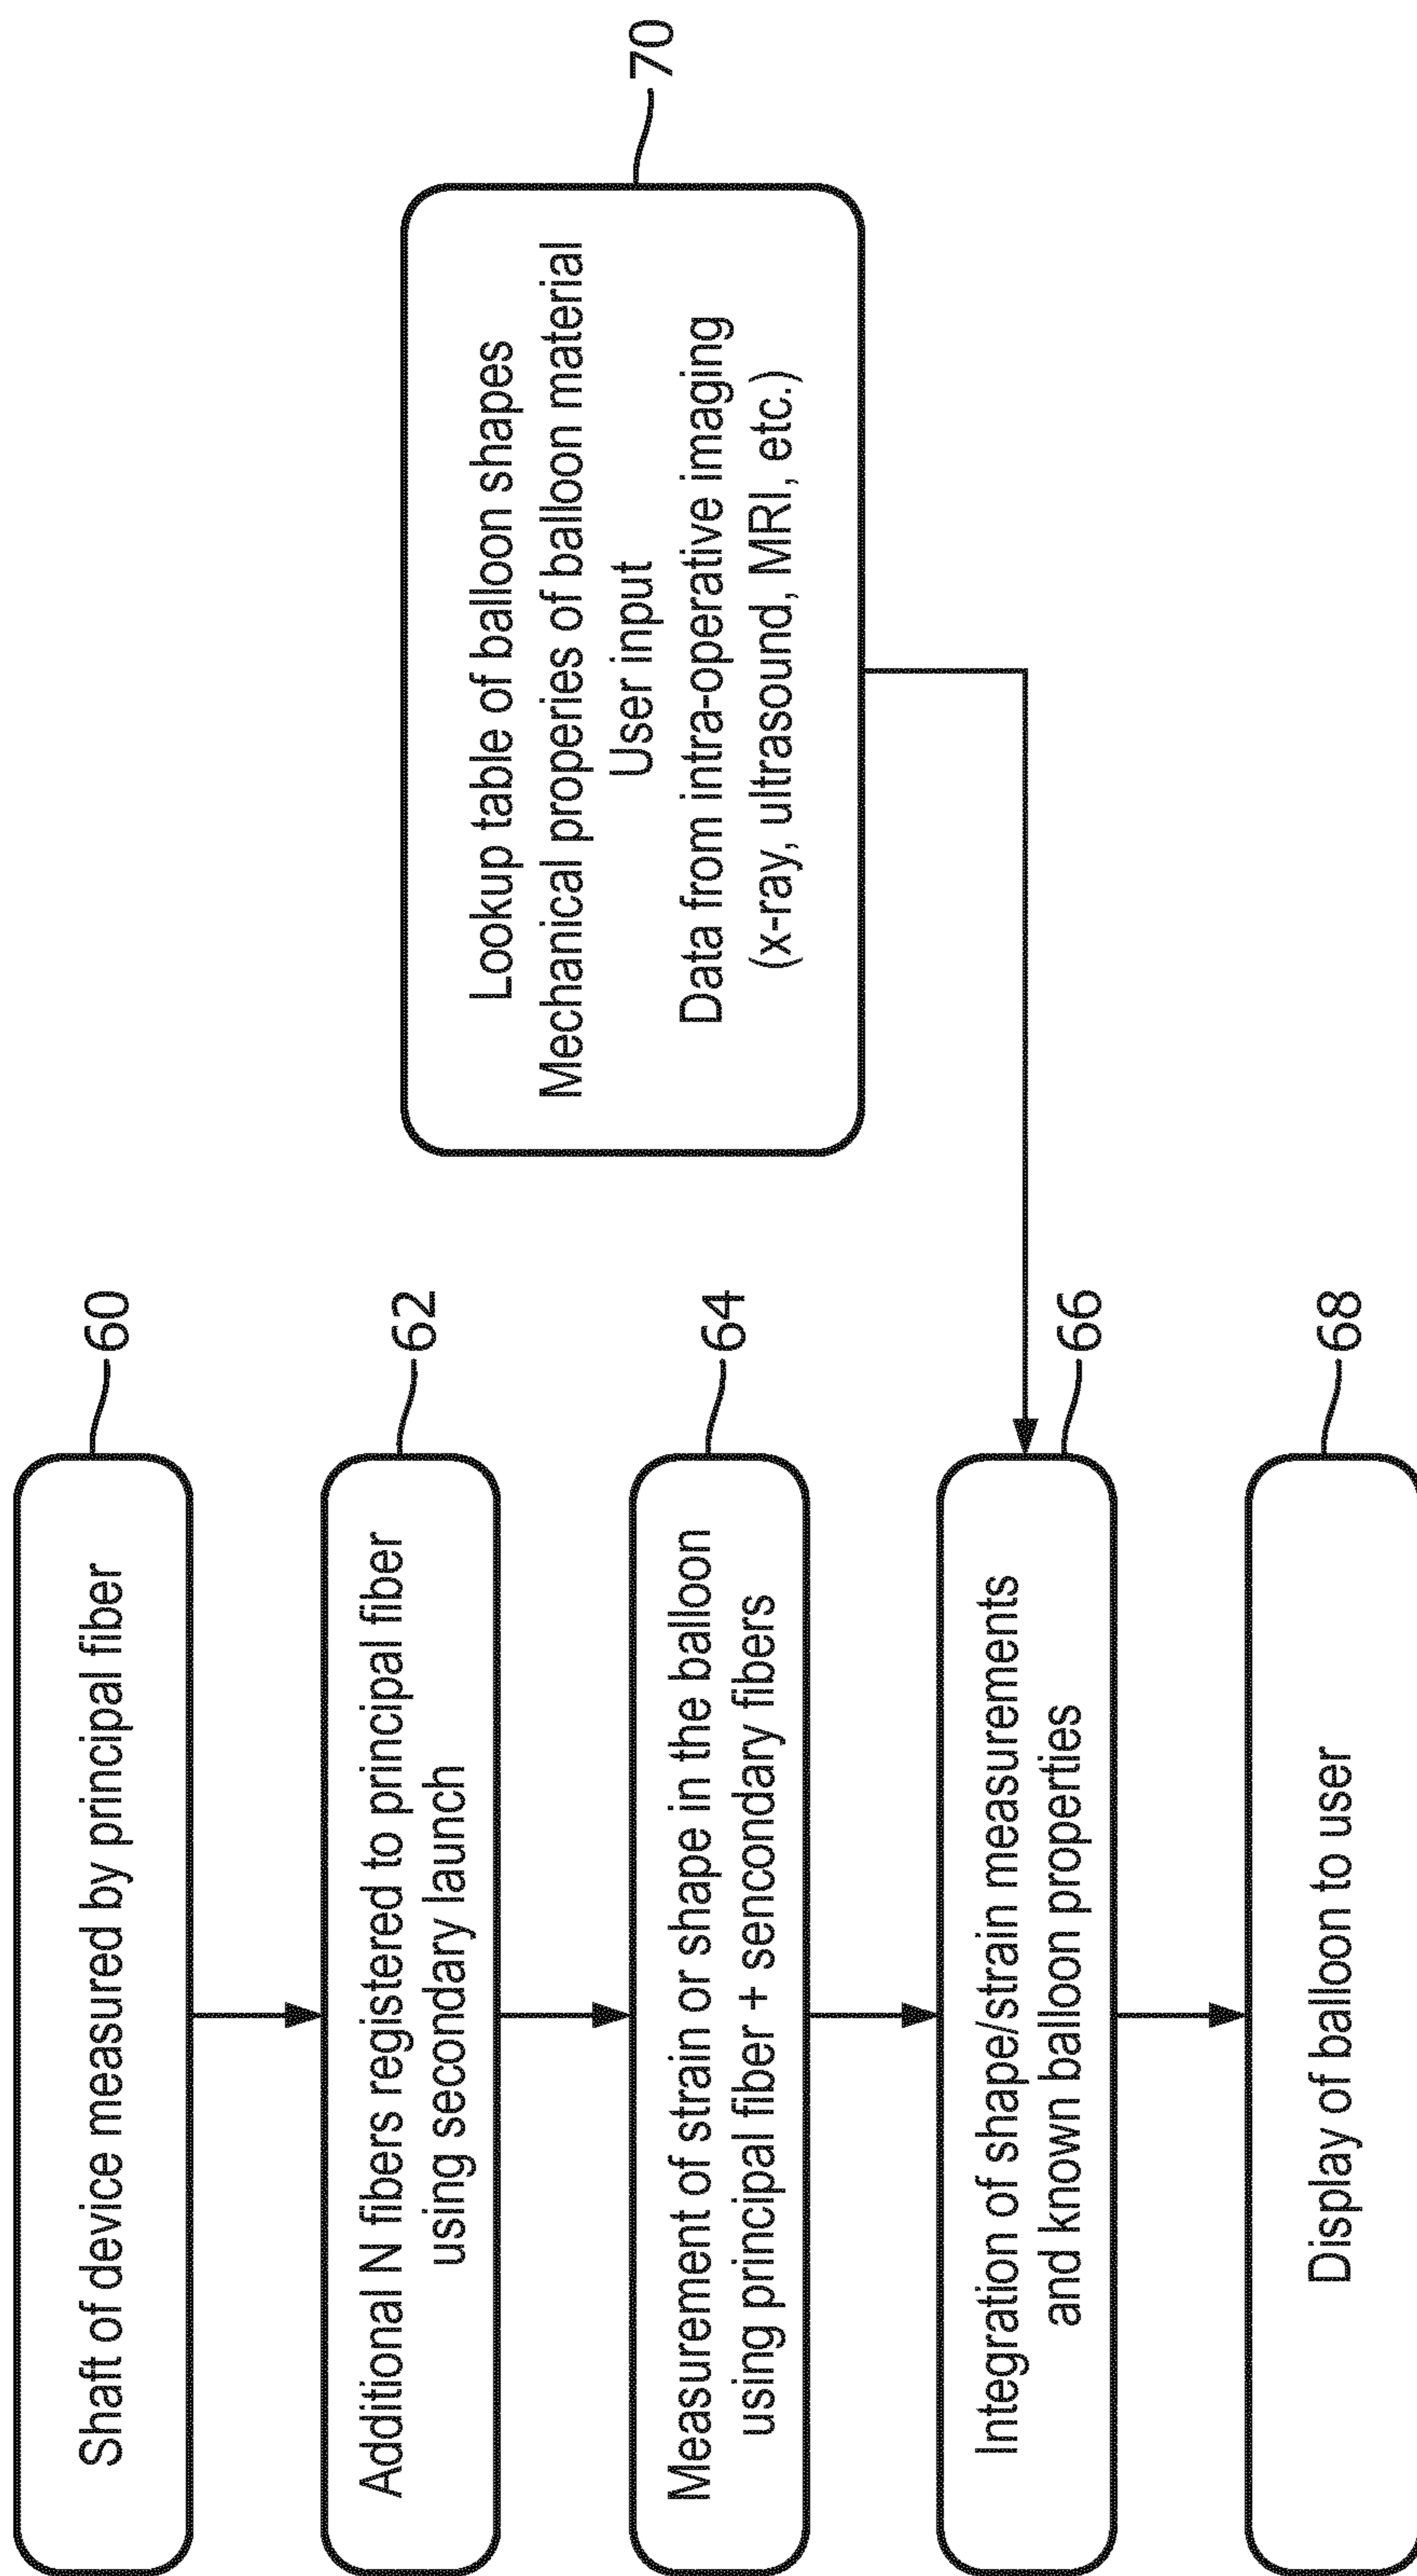 Shaft of device measured by principal fiber
60
Additional N fibers registered to principal fiber
using secondary launch
62
Measurement of strain or shape in the balloon
using principal fiber + sencondary fibers
64
Integration of shape/strain measurements
and known balloon properties
66
Display of balloon to user
68
Lookup table of balloon shapes
Mechanical properies of balloon material
User input
Data from intra-operative imaging
(x-ray, ultrasound, MRI, etc.)
70